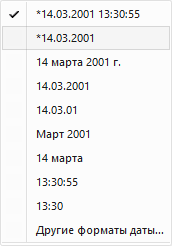 *14.03.2001 13:30:55
*14.03.2001
14 марта 2001 г.
14.03.2001
14.03.01
Март 2001
14 марта
13:30:55
13:30
Другие форматы даты...